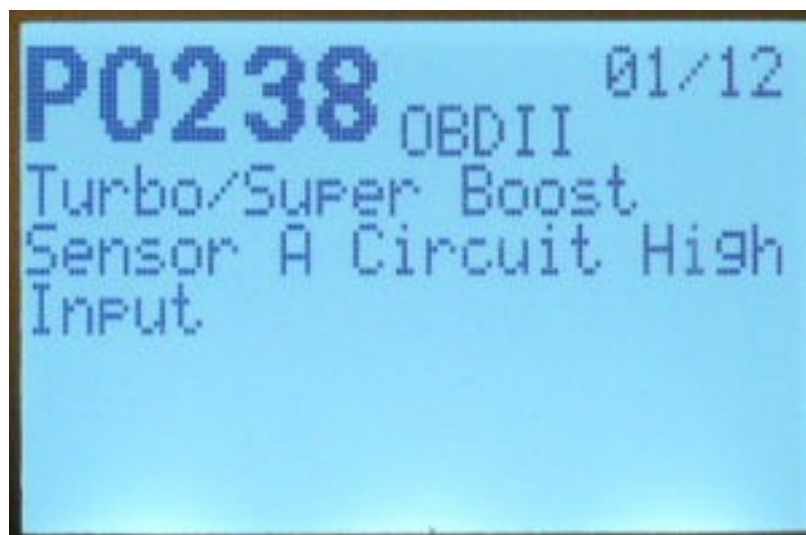 P0238 OBDII 01/12
Turbo/Super Boost
Sensor A Circuit High
Input